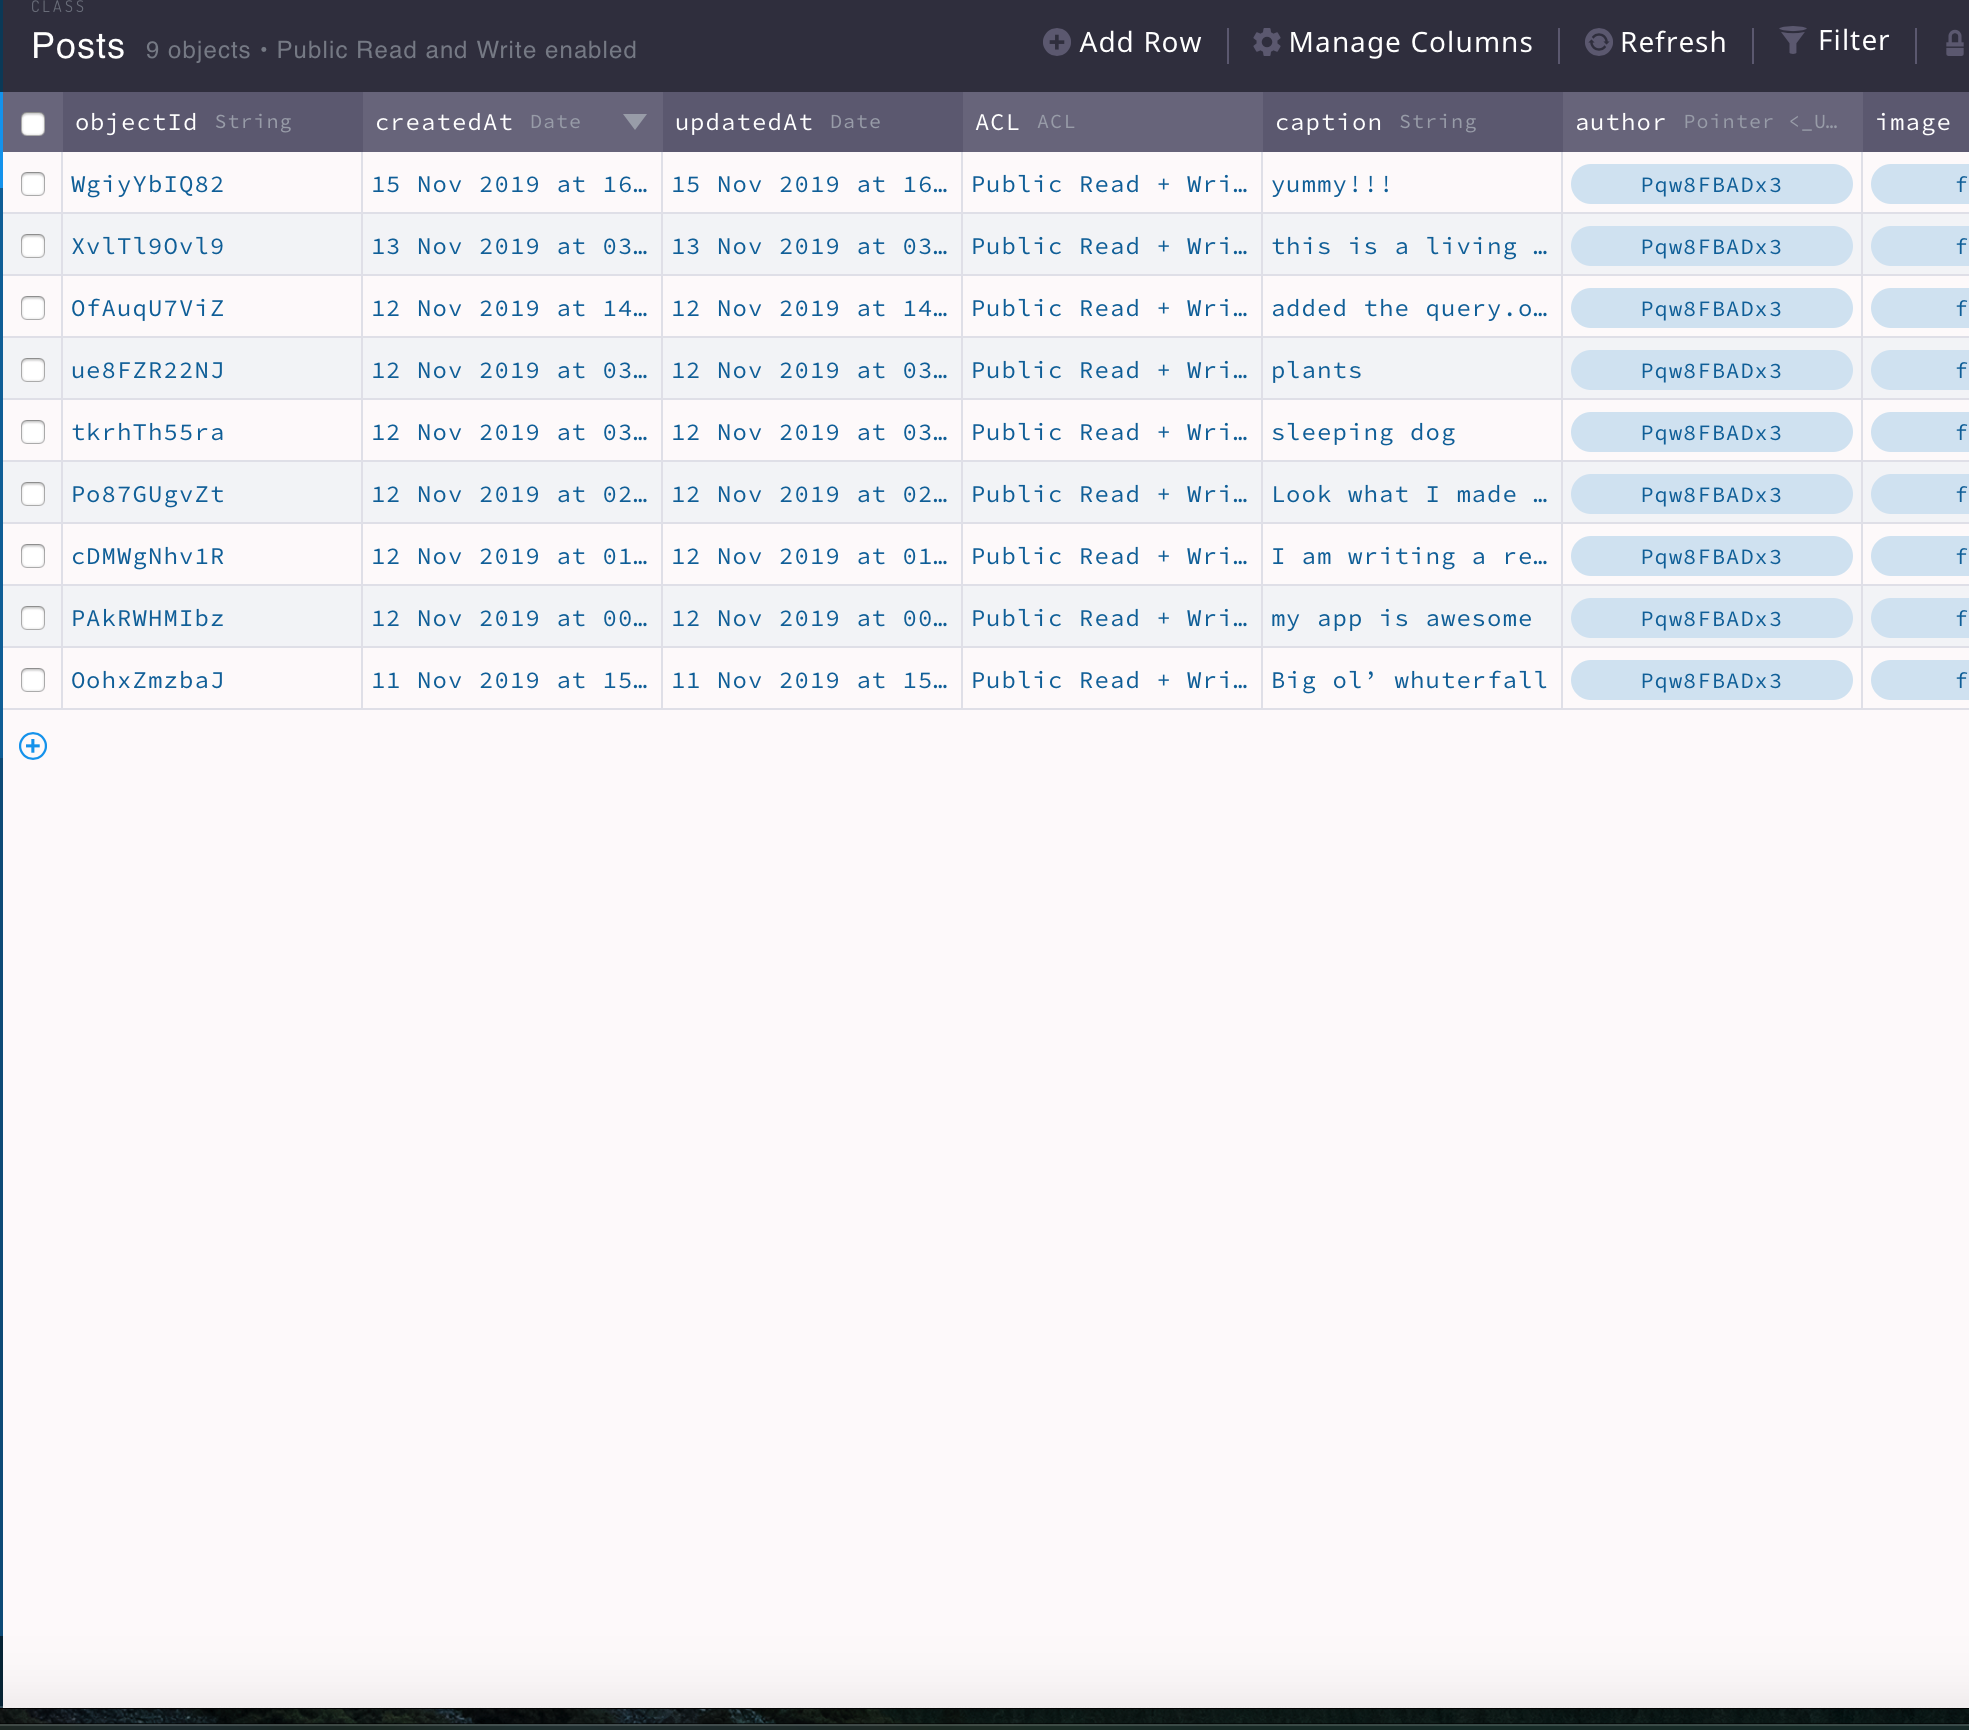 CLASS
Posts 9 objects • Public Read and Write enabled Add Row Manage Columns Refresh Filter
objectId String createdAt Date updatedAt Date ACL ACL caption String author Pointer <_U… image
WgiyYbIQ82 15 Nov 2019 at 16… 15 Nov 2019 at 16… Public Read + Wri… yummy!!! Pqw8FBADx3 f
XvlTl9Ovl9 13 Nov 2019 at 03… 13 Nov 2019 at 03… Public Read + Wri… this is a living … Pqw8FBADx3 f
OfAuqU7ViZ 12 Nov 2019 at 14… 12 Nov 2019 at 14… Public Read + Wri… added the query.o… Pqw8FBADx3 f
ue8FZR22NJ 12 Nov 2019 at 03… 12 Nov 2019 at 03… Public Read + Wri… plants Pqw8FBADx3 f
tkrhTh55ra 12 Nov 2019 at 03… 12 Nov 2019 at 03… Public Read + Wri… sleeping dog Pqw8FBADx3 f
Po87GUgvZt 12 Nov 2019 at 02… 12 Nov 2019 at 02… Public Read + Wri… Look what I made … Pqw8FBADx3 f
cDMWgNhv1R 12 Nov 2019 at 01… 12 Nov 2019 at 01… Public Read + Wri… I am writing a re… Pqw8FBADx3 f
PAkRWHMIbz 12 Nov 2019 at 00… 12 Nov 2019 at 00… Public Read + Wri… my app is awesome Pqw8FBADx3 f
OohxZmzbaJ 11 Nov 2019 at 15… 11 Nov 2019 at 15… Public Read + Wri… Big ol’ whuterfall Pqw8FBADx3 f